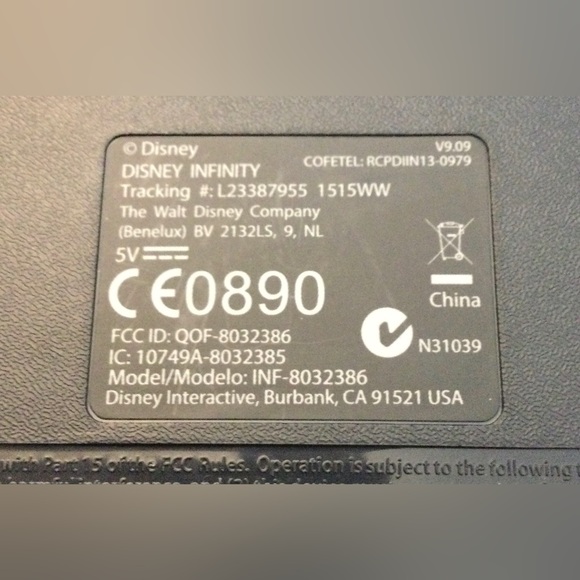 © Disney V9.09
DISNEY INFINITY COFETEL: RCPDIIN13-0979
Tracking #: L23387955 1515WW
The Walt Disney Company
(Benelux) BV 2132LS, 9, NL
5V
CE0890
China
FCC ID: QOF-8032386
N31039
IC: 10749A-8032385
Model/Modelo: INF-8032386
Disney Interactive, Burbank, CA 91521 USA
with Part 15 of the FCC Rules. Operation is subject to the following